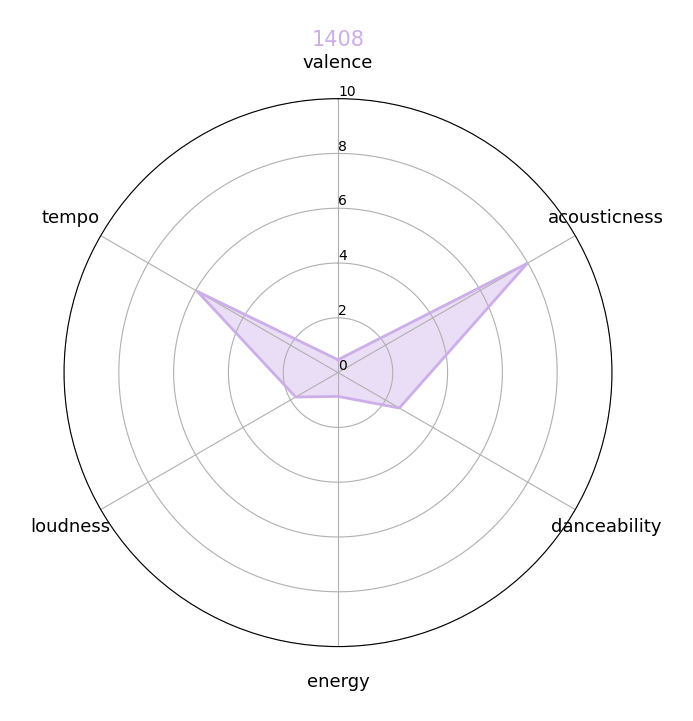 1408
valence
10
8
6
4
2
0
tempo
acousticness
loudness
danceability
energy